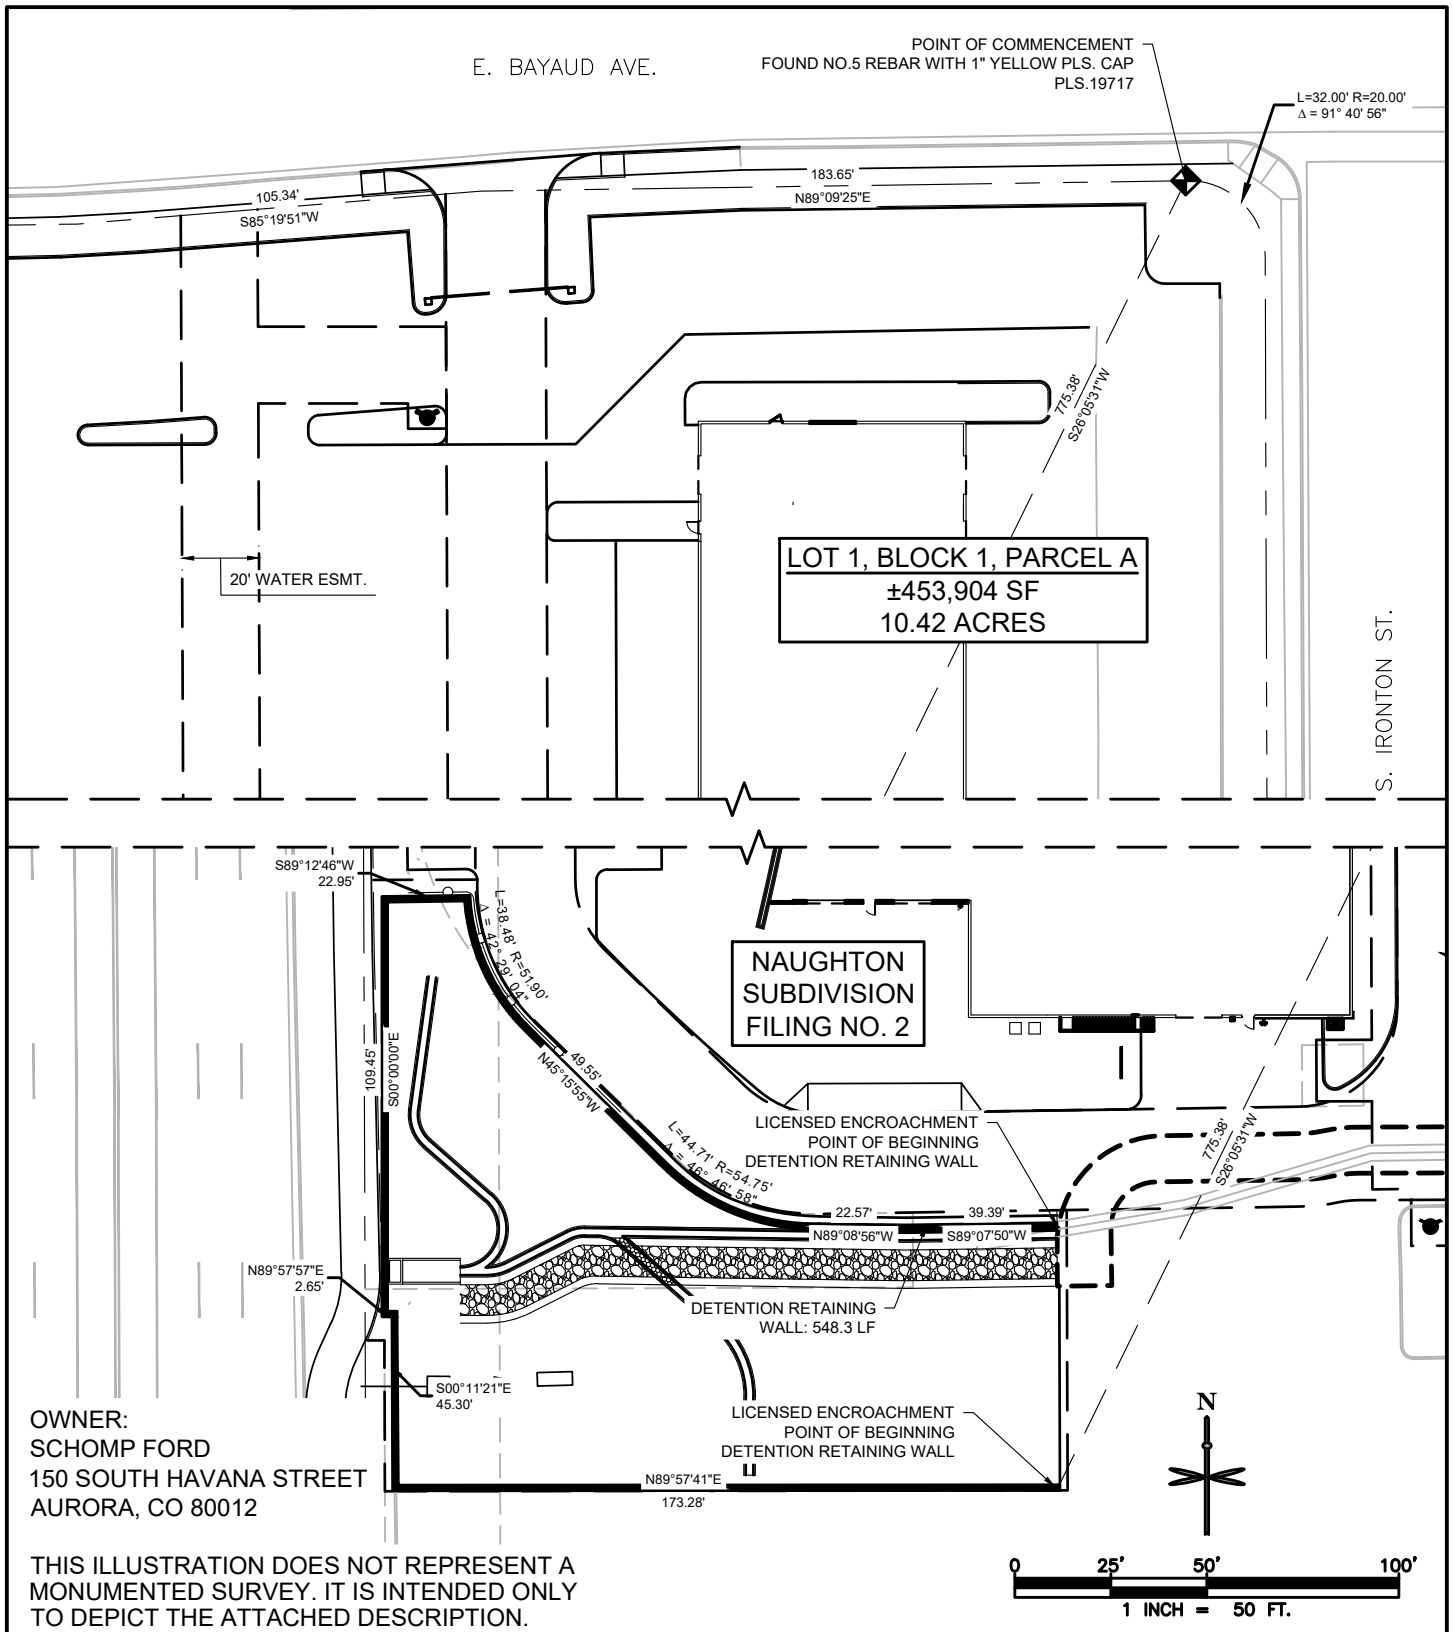 E. BAYAUD AVE.
POINT OF COMMENCEMENT
FOUND NO.5 REBAR WITH 1" YELLOW PLS. CAP
PLS.19717
L=32.00' R=20.00'
Δ = 91° 40' 56"
105.34'
S85°19'51"W
183.65'
N89°09'25"E
775.38'
S26°05'31"W
20' WATER ESMT.
LOT 1, BLOCK 1, PARCEL A
±453,904 SF
10.42 ACRES
S. IRONTON ST.
S89°12'46"W
22.95'
L=38.48' R=51.90'
Δ = 42° 29' 04"
NAUGHTON
SUBDIVISION
FILING NO. 2
109.45'
S00°00'00"E
49.55'
N45°15'55"W
LICENSED ENCROACHMENT
POINT OF BEGINNING
DETENTION RETAINING WALL
L=44.71' R=54.75'
Δ = 46° 46' 58"
775.38'
S26°05'31"W
22.57'
N89°08'56"W
39.39'
S89°07'50"W
N89°57'57"E
2.65'
DETENTION RETAINING
WALL: 548.3 LF
S00°11'21"E
45.30'
LICENSED ENCROACHMENT
POINT OF BEGINNING
DETENTION RETAINING WALL
N89°57'41"E
173.28'
OWNER:
SCHOMP FORD
150 SOUTH HAVANA STREET
AURORA, CO 80012
N
THIS ILLUSTRATION DOES NOT REPRESENT A
MONUMENTED SURVEY. IT IS INTENDED ONLY
TO DEPICT THE ATTACHED DESCRIPTION.
0 25' 50' 100'
1 INCH = 50 FT.